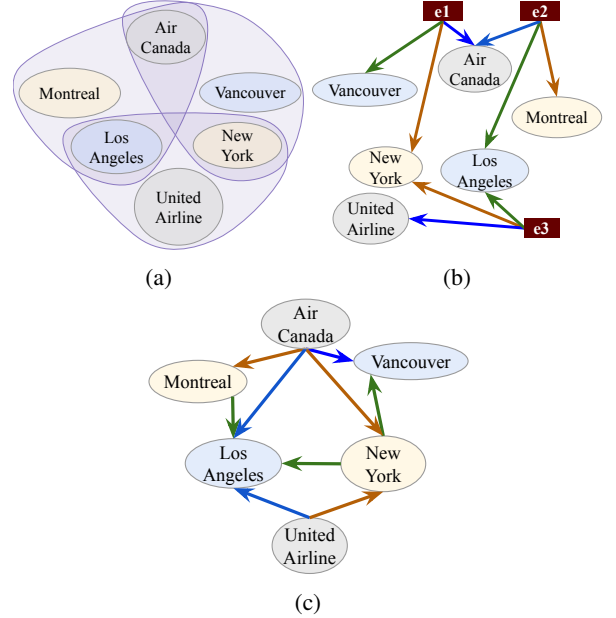 Air
Canada
Montreal
Vancouver
Los
Angeles
New
York
United
Airline
(a)
e1
e2
Air
Canada
Vancouver
Montreal
New
York
Los
Angeles
United
Airline
e3
(b)
Air
Canada
Vancouver
Montreal
Los
Angeles
New
York
United
Airline
(c)